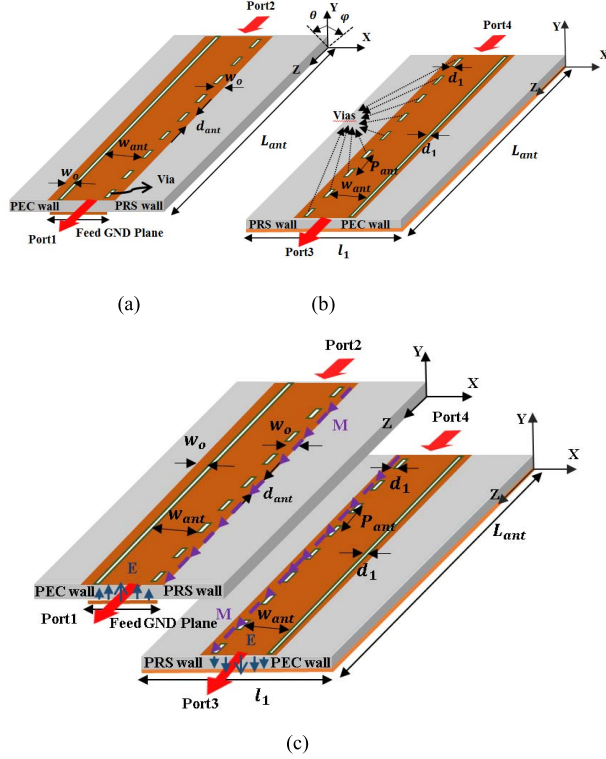 Port2
θ
φ
Y
X
Z
w_o
d_ant
w_ant
w_o
L_ant
Via
PEC wall
PRS wall
Feed GND Plane
Port1
(a)
Port4
Y
X
Z
d_1
Vias
d_1
P_ant
w_ant
L_ant
PRS wall
PEC wall
Port3
l_1
(b)
Port2
Y
X
Z
Port4
w_o
w_o
M
Y
X
Z
d_ant
d_1
w_ant
P_ant
L_ant
d_1
E
PEC wall
PRS wall
M
w_ant
Port1
Feed GND Plane
E
PRS wall
PEC wall
Port3
l_1
(c)